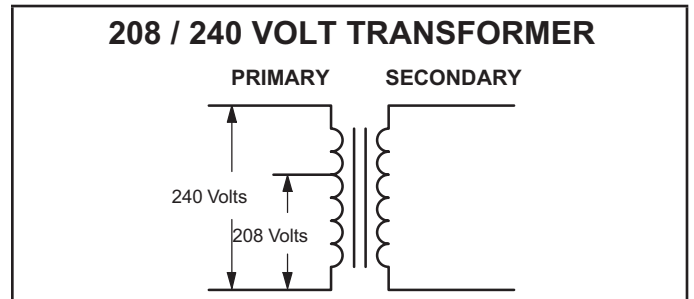 208 / 240 VOLT TRANSFORMER
PRIMARY SECONDARY
240 Volts
208 Volts